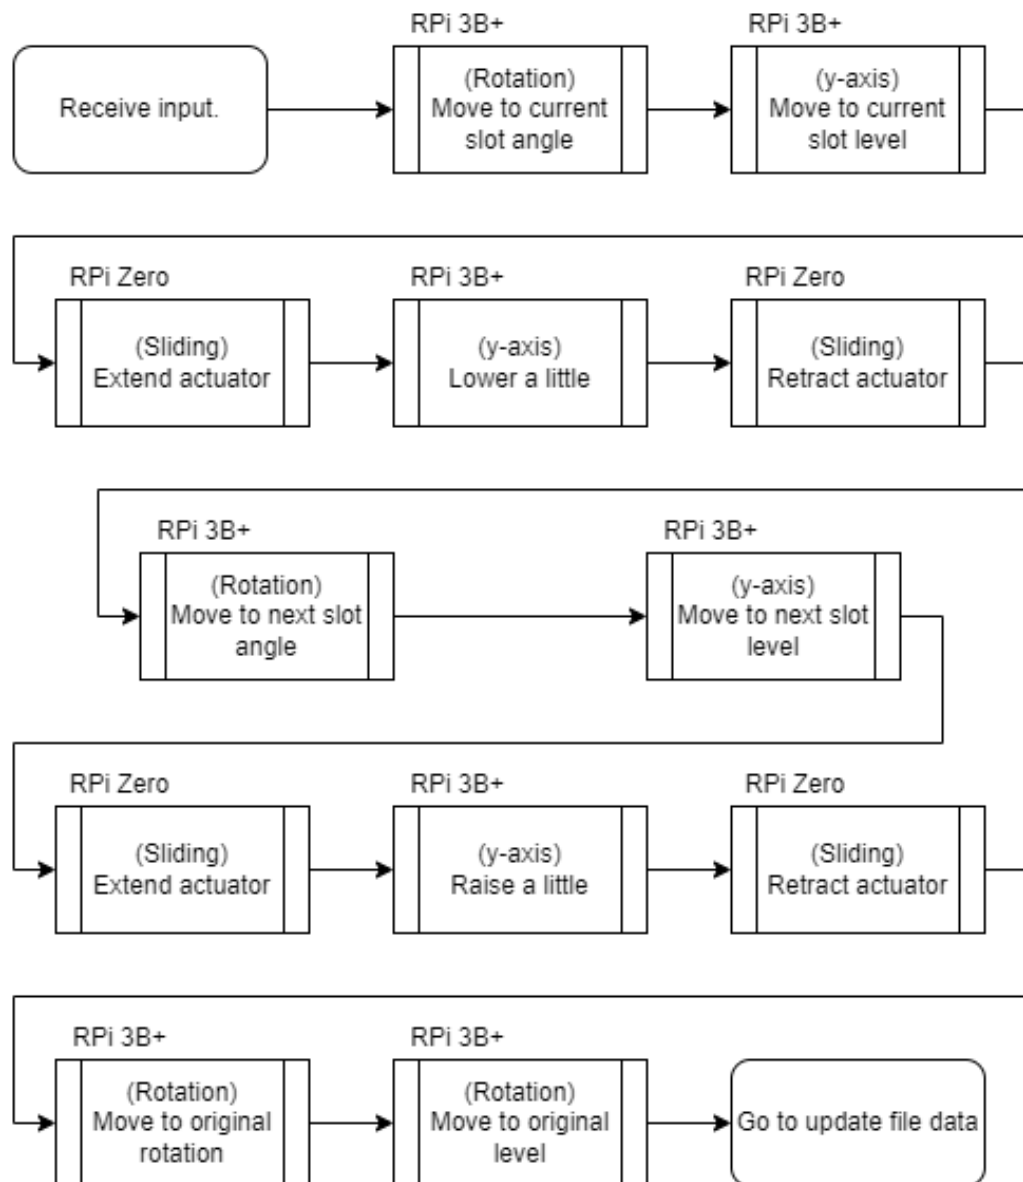 RPi 3B+
RPi 3B+
Receive input.
(Rotation)
Move to current
slot angle
(y-axis)
Move to current
slot level
RPi Zero
RPi 3B+
RPi Zero
(Sliding)
Extend actuator
(y-axis)
Lower a little
(Sliding)
Retract actuator
RPi 3B+
RPi 3B+
(Rotation)
Move to next slot
angle
(y-axis)
Move to next slot
level
RPi Zero
RPi 3B+
RPi Zero
(Sliding)
Extend actuator
(y-axis)
Raise a little
(Sliding)
Retract actuator
RPi 3B+
RPi 3B+
(Rotation)
Move to original
rotation
(Rotation)
Move to original
level
Go to update file data